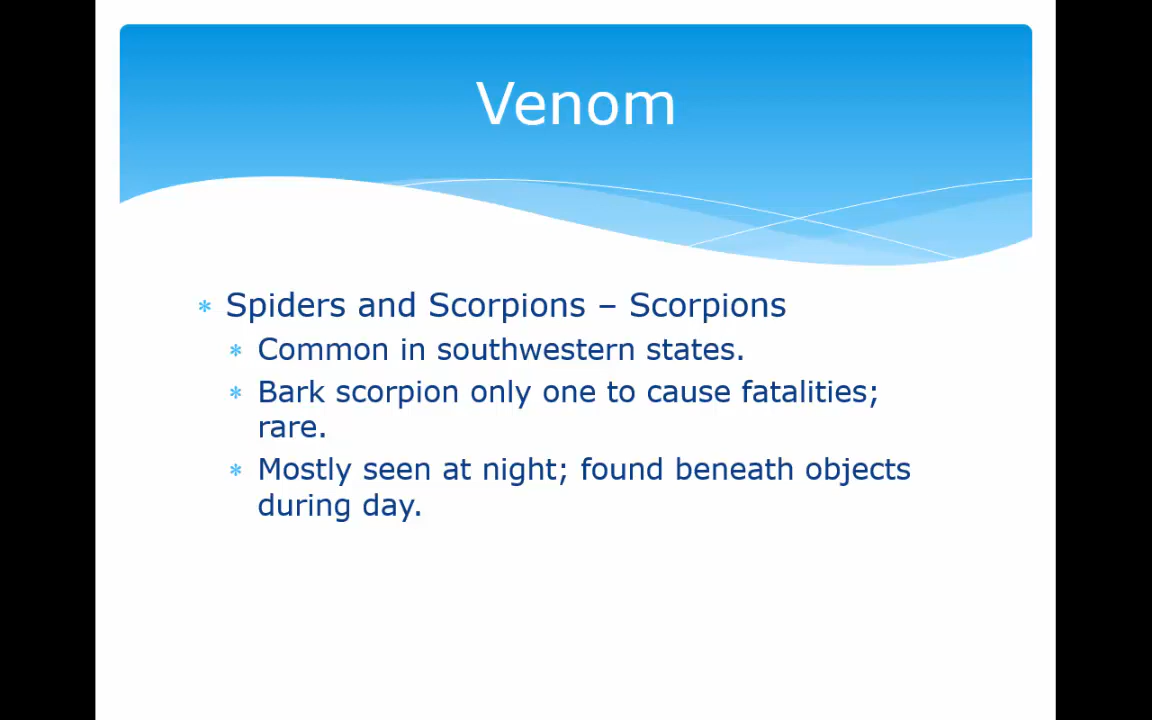 Venom
* Spiders and Scorpions – Scorpions
* Common in southwestern states.
* Bark scorpion only one to cause fatalities;
rare.
* Mostly seen at night; found beneath objects
during day.